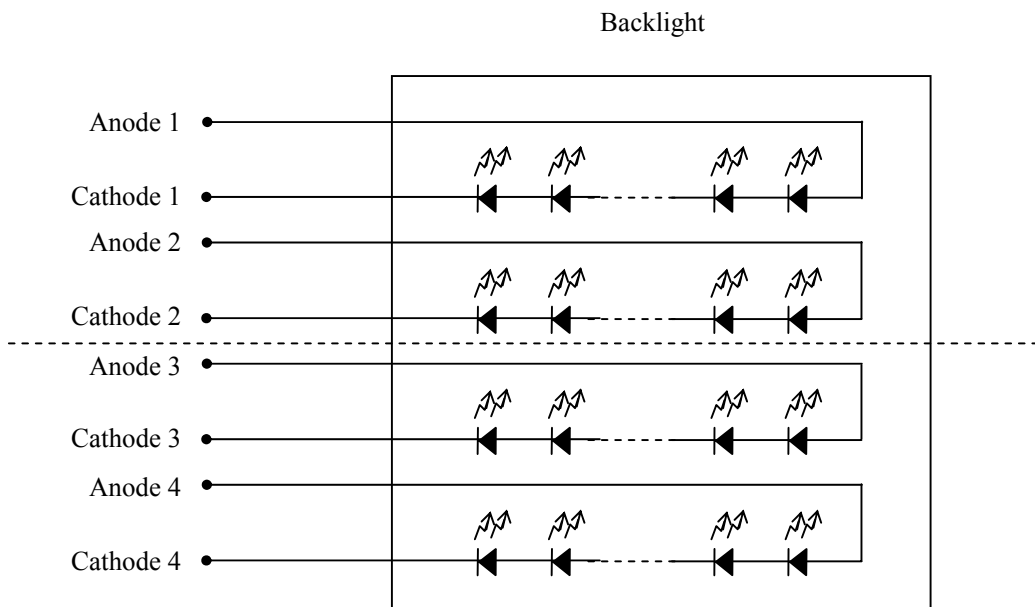 Backlight
Anode 1
Cathode 1
Anode 2
Cathode 2
Anode 3
Cathode 3
Anode 4
Cathode 4